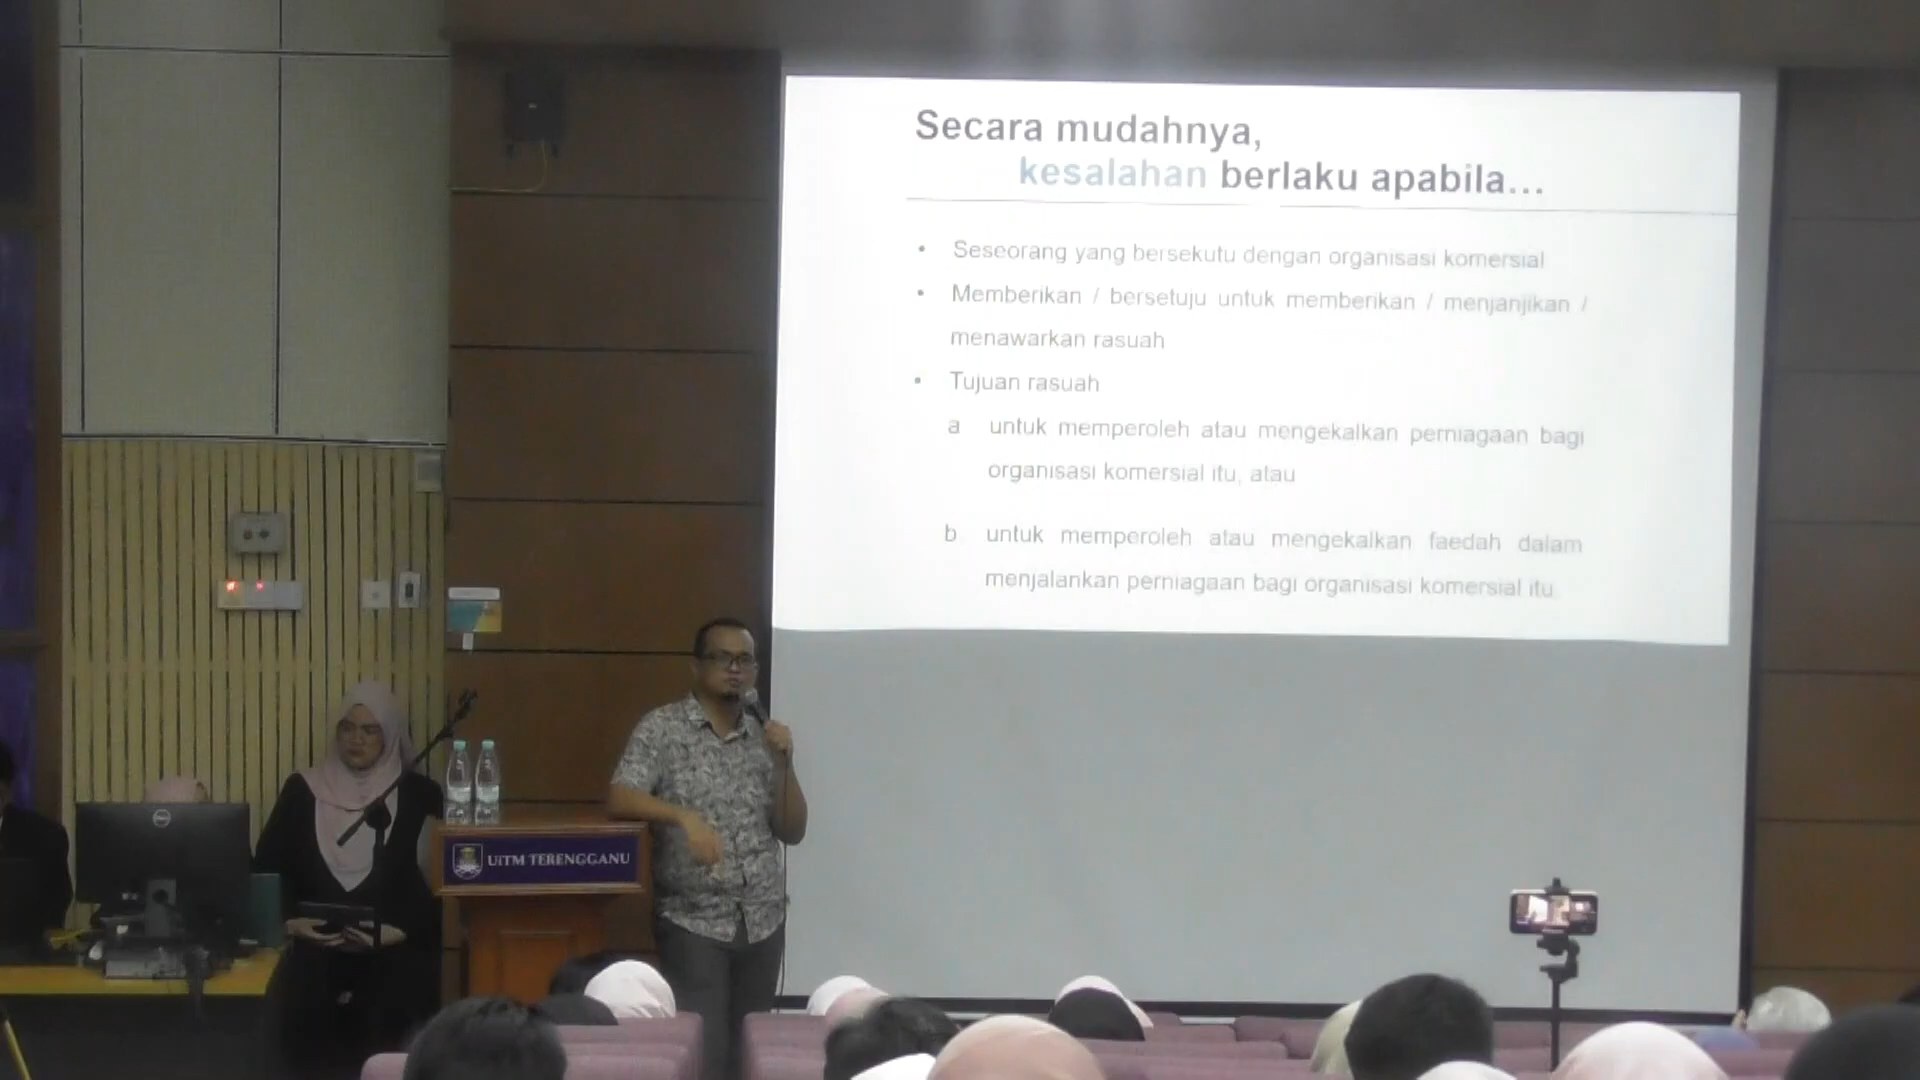 Secara mudahnya,
kesalahan berlaku apabila...
• Seseorang yang bersekutu dengan organisasi komersial
• Memberikan / bersetuju untuk memberikan / menjanjikan /
menawarkan rasuah
• Tujuan rasuah
a untuk memperoleh atau mengekalkan perniagaan bagi
organisasi komersial itu, atau
b untuk memperoleh atau mengekalkan faedah dalam
menjalankan perniagaan bagi organisasi komersial itu
UiTM TERENGGANU
DELL